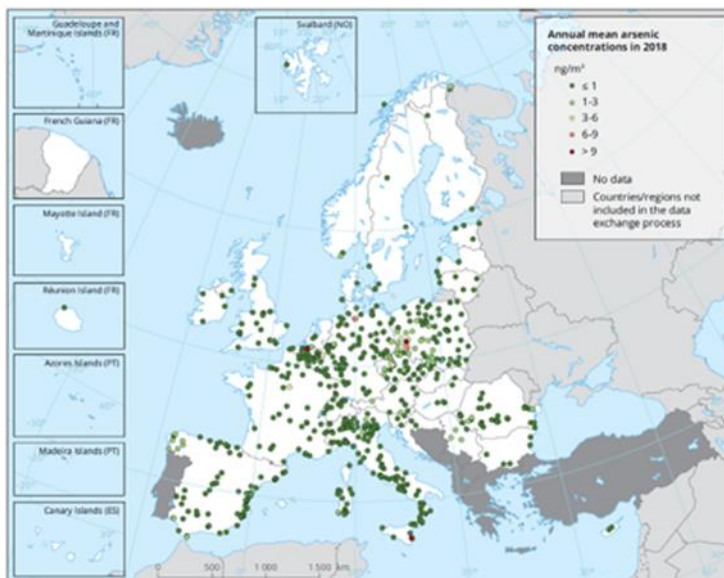 Guadeloupe and
Martinique Islands (FR)
Svalbard (NO)
French Guiana (FR)
Mayotte Island (FR)
Réunion Island (FR)
Azores Islands (PT)
Madeira Islands (PT)
Canary Islands (ES)
Annual mean arsenic
concentrations in 2018
ng/m³
≤ 1
1-3
3-6
6-9
> 9
No data
Countries/regions not
included in the data
exchange process
0 500 1 000 1 500 km